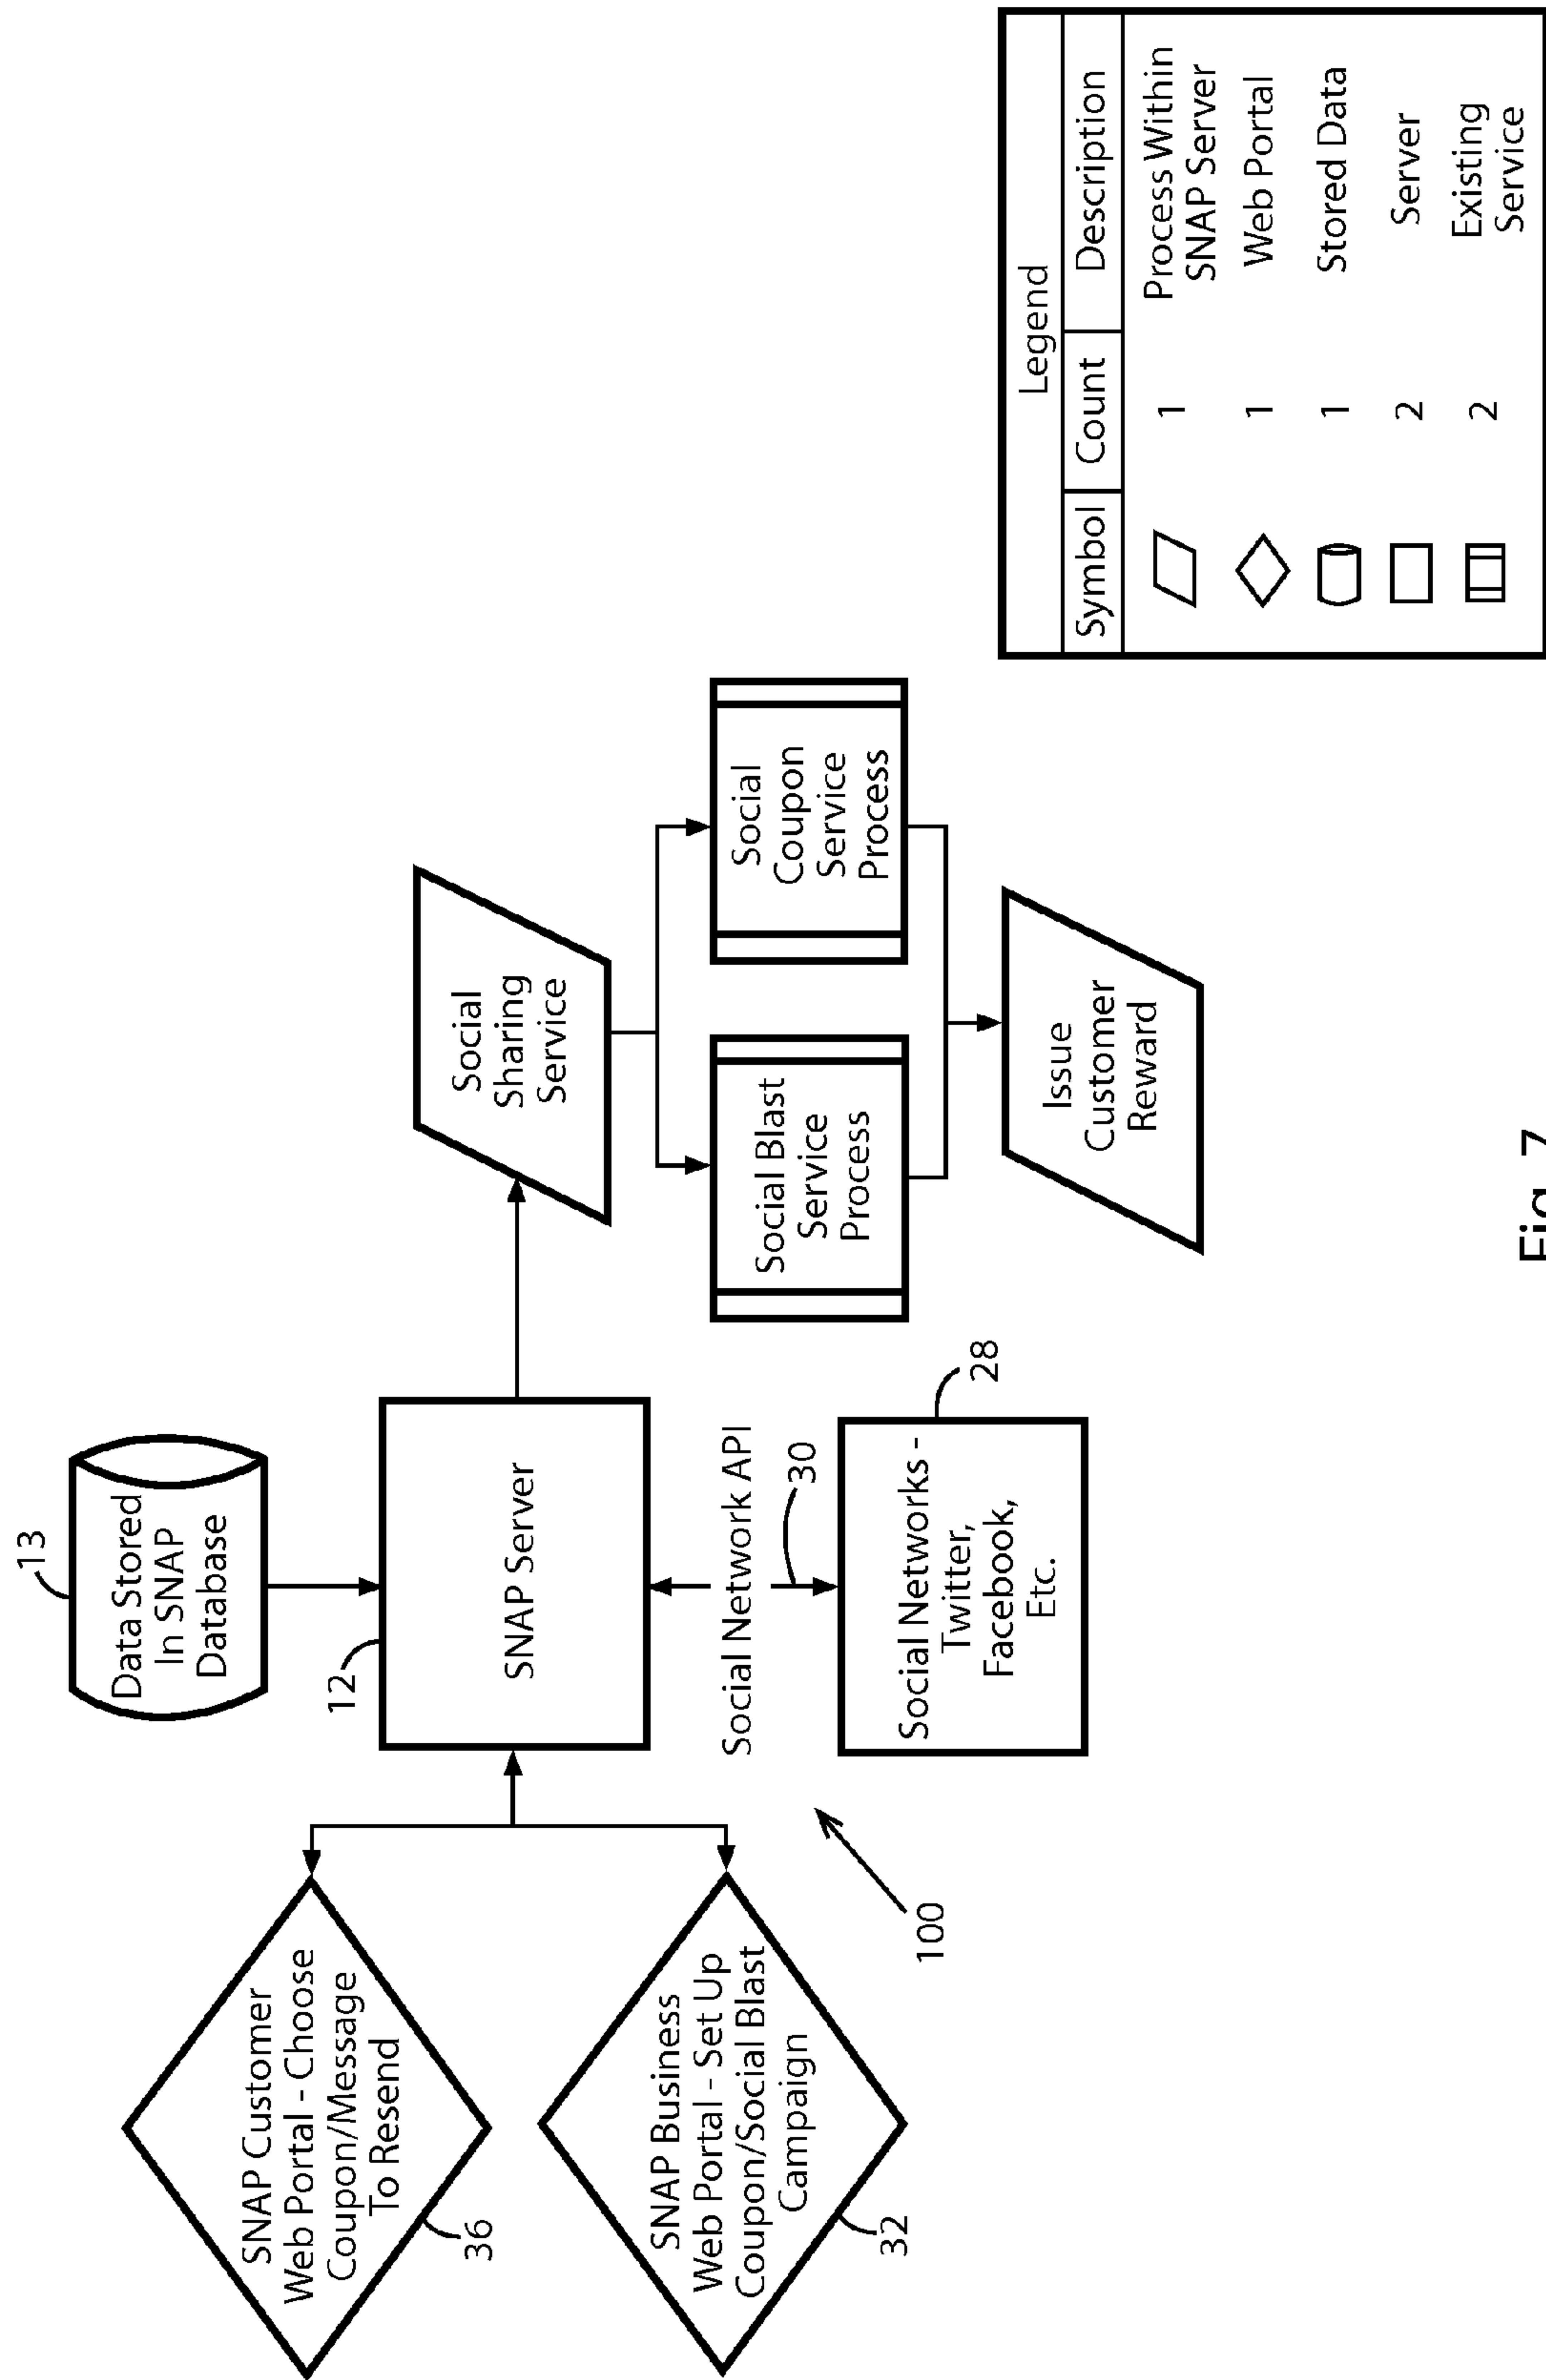 13
Data Stored
In SNAP
Database
SNAP Customer
Web Portal - Choose
Coupon/Message
To Resend
36
SNAP Business
Web Portal - Set Up
Coupon/Social Blast
Campaign
32
12
SNAP Server
Social Network API
30
Social Networks -
Twitter,
Facebook,
Etc.
28
100
Social
Sharing
Service
Social Blast
Service
Process
Social
Coupon
Service
Process
Issue
Customer
Reward
Legend
Symbol Count Description
1 Process Within
SNAP Server
1 Web Portal
1 Stored Data
2 Server
2 Existing
Service
Fig. 7